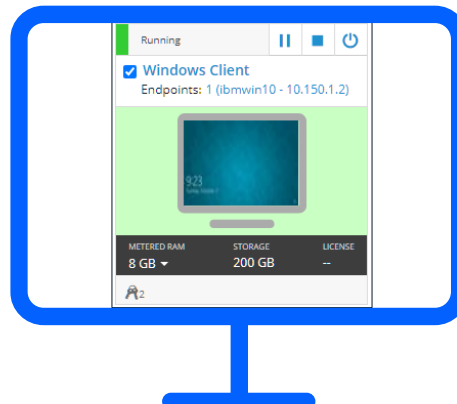 Running
Windows Client
Endpoints: 1 (ibmwin10 - 10.150.1.2)
9:23
METERED RAM STORAGE LICENSE
8 GB 200 GB --
2